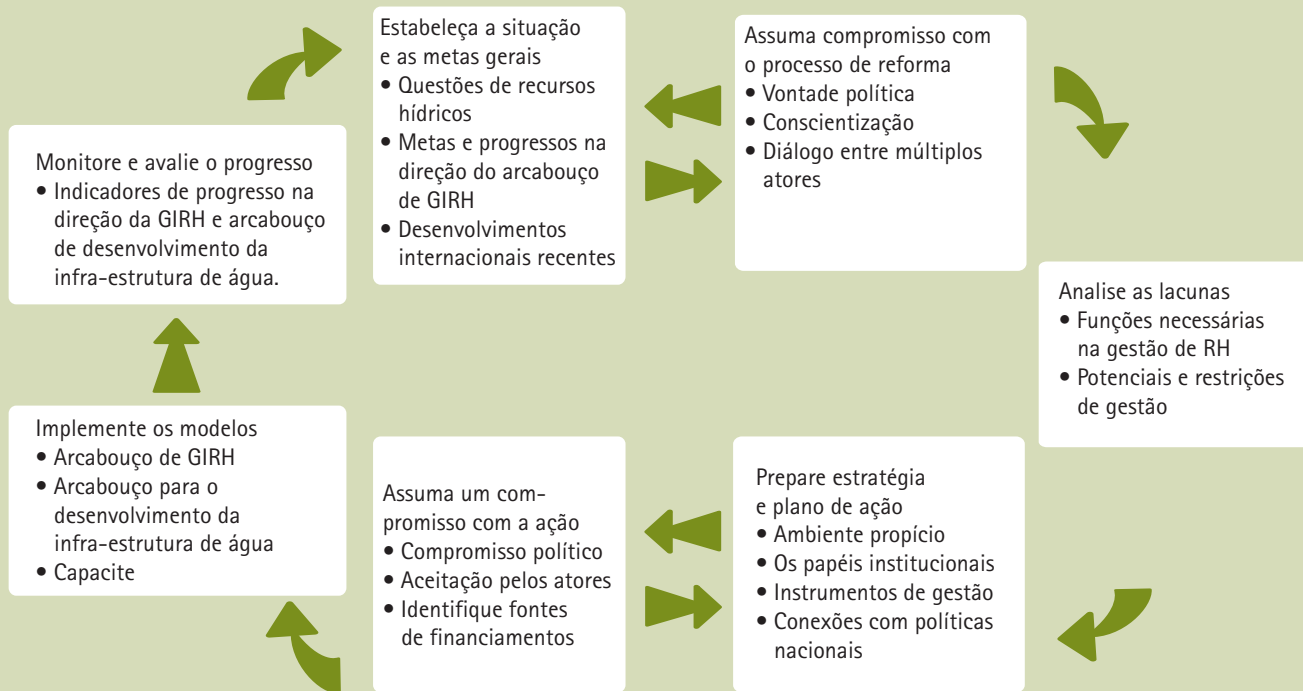 Estabeleça a situação
e as metas gerais
• Questões de recursos
hídricos
• Metas e progressos na
direção do arcabouço
de GIRH
• Desenvolvimentos
internacionais recentes
Assuma compromisso com
o processo de reforma
• Vontade política
• Conscientização
• Diálogo entre múltiplos
atores
Analise as lacunas
• Funções necessárias
na gestão de RH
• Potenciais e restrições
de gestão
Prepare estratégia
e plano de ação
• Ambiente propício
• Os papéis institucionais
• Instrumentos de gestão
• Conexões com políticas
nacionais
Assuma um com-
promisso com a ação
• Compromisso político
• Aceitação pelos atores
• Identifique fontes
de financiamentos
Implemente os modelos
• Arcabouço de GIRH
• Arcabouço para o
desenvolvimento da
infra-estrutura de água
• Capacite
Monitore e avalie o progresso
• Indicadores de progresso na
direção da GIRH e arcabouço
de desenvolvimento da
infra-estrutura de água.